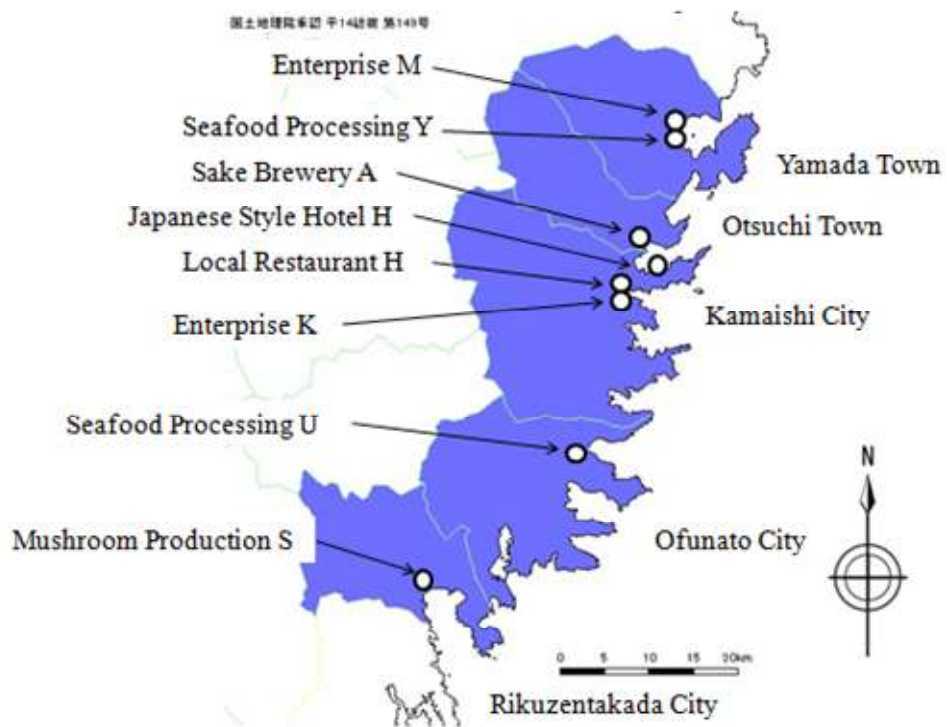 国土地理院承認 平14総複 第149号
Enterprise M
Seafood Processing Y
Sake Brewery A
Yamada Town
Japanese Style Hotel H
Otsuchi Town
Local Restaurant H
Kamaishi City
Enterprise K
Seafood Processing U
N
Mushroom Production S
Ofunato City
0 5 10 15 20km
Rikuzentakada City